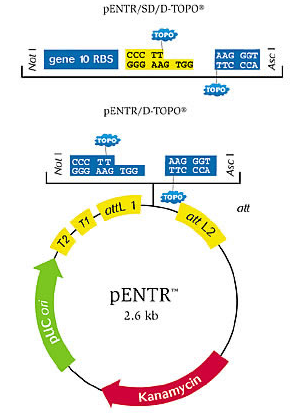 pENTR/SD/D-TOPO®
TOPO
Not I
gene 10 RBS
CCC TT
GGG AAG TGG
AAG GGT
TTC CCA
Asc I
TOPO
pENTR/D-TOPO®
TOPO
Not I
CCC TT
GGG AAG TGG
AAG GGT
TTC CCA
Asc I
TOPO
att
T2
T1
attL 1
att L2
pUC ori
pENTR™
2.6 kb
Kanamycin